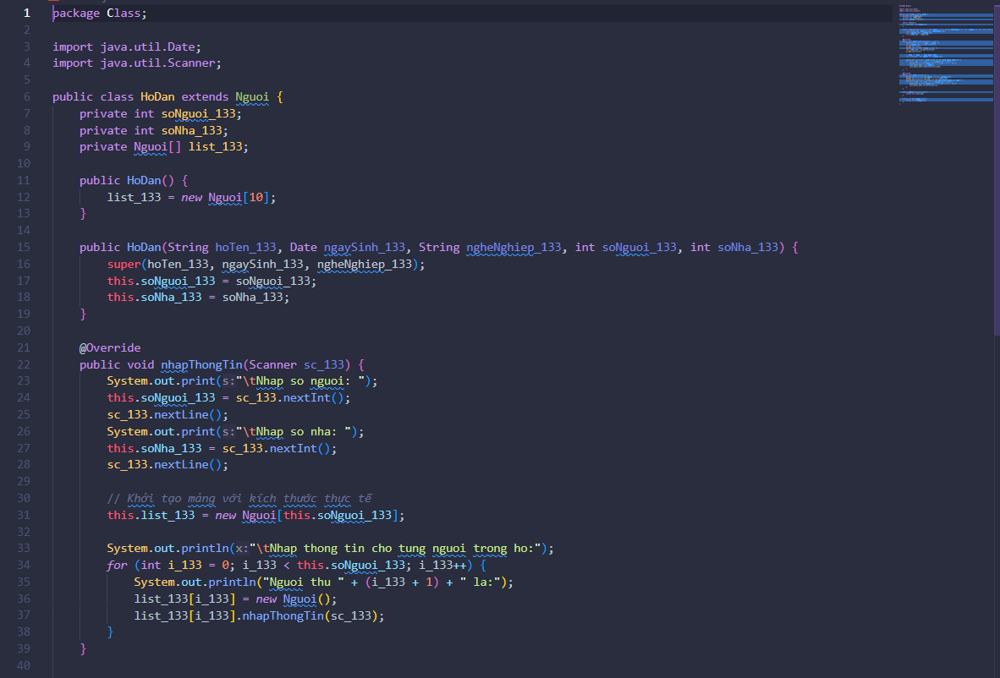 1 package Class;
2
3 import java.util.Date;
4 import java.util.Scanner;
5
6 public class HoDan extends Nguoi {
7     private int soNguoi_133;
8     private int soNha_133;
9     private Nguoi[] list_133;
10
11     public HoDan() {
12         list_133 = new Nguoi[10];
13     }
14
15     public HoDan(String hoTen_133, Date ngaySinh_133, String ngheNghiep_133, int soNguoi_133, int soNha_133) {
16         super(hoTen_133, ngaySinh_133, ngheNghiep_133);
17         this.soNguoi_133 = soNguoi_133;
18         this.soNha_133 = soNha_133;
19     }
20
21     @Override
22     public void nhapThongTin(Scanner sc_133) {
23         System.out.print(s:"\tNhap so nguoi: ");
24         this.soNguoi_133 = sc_133.nextInt();
25         sc_133.nextLine();
26         System.out.print(s:"\tNhap so nha: ");
27         this.soNha_133 = sc_133.nextInt();
28         sc_133.nextLine();
29
30         // Khởi tạo mảng với kích thước thực tế
31         this.list_133 = new Nguoi[this.soNguoi_133];
32
33         System.out.println(x:"\tNhap thong tin cho tung nguoi trong ho:");
34         for (int i_133 = 0; i_133 < this.soNguoi_133; i_133++) {
35             System.out.println("Nguoi thu " + (i_133 + 1) + " la:");
36             list_133[i_133] = new Nguoi();
37             list_133[i_133].nhapThongTin(sc_133);
38         }
39     }
40